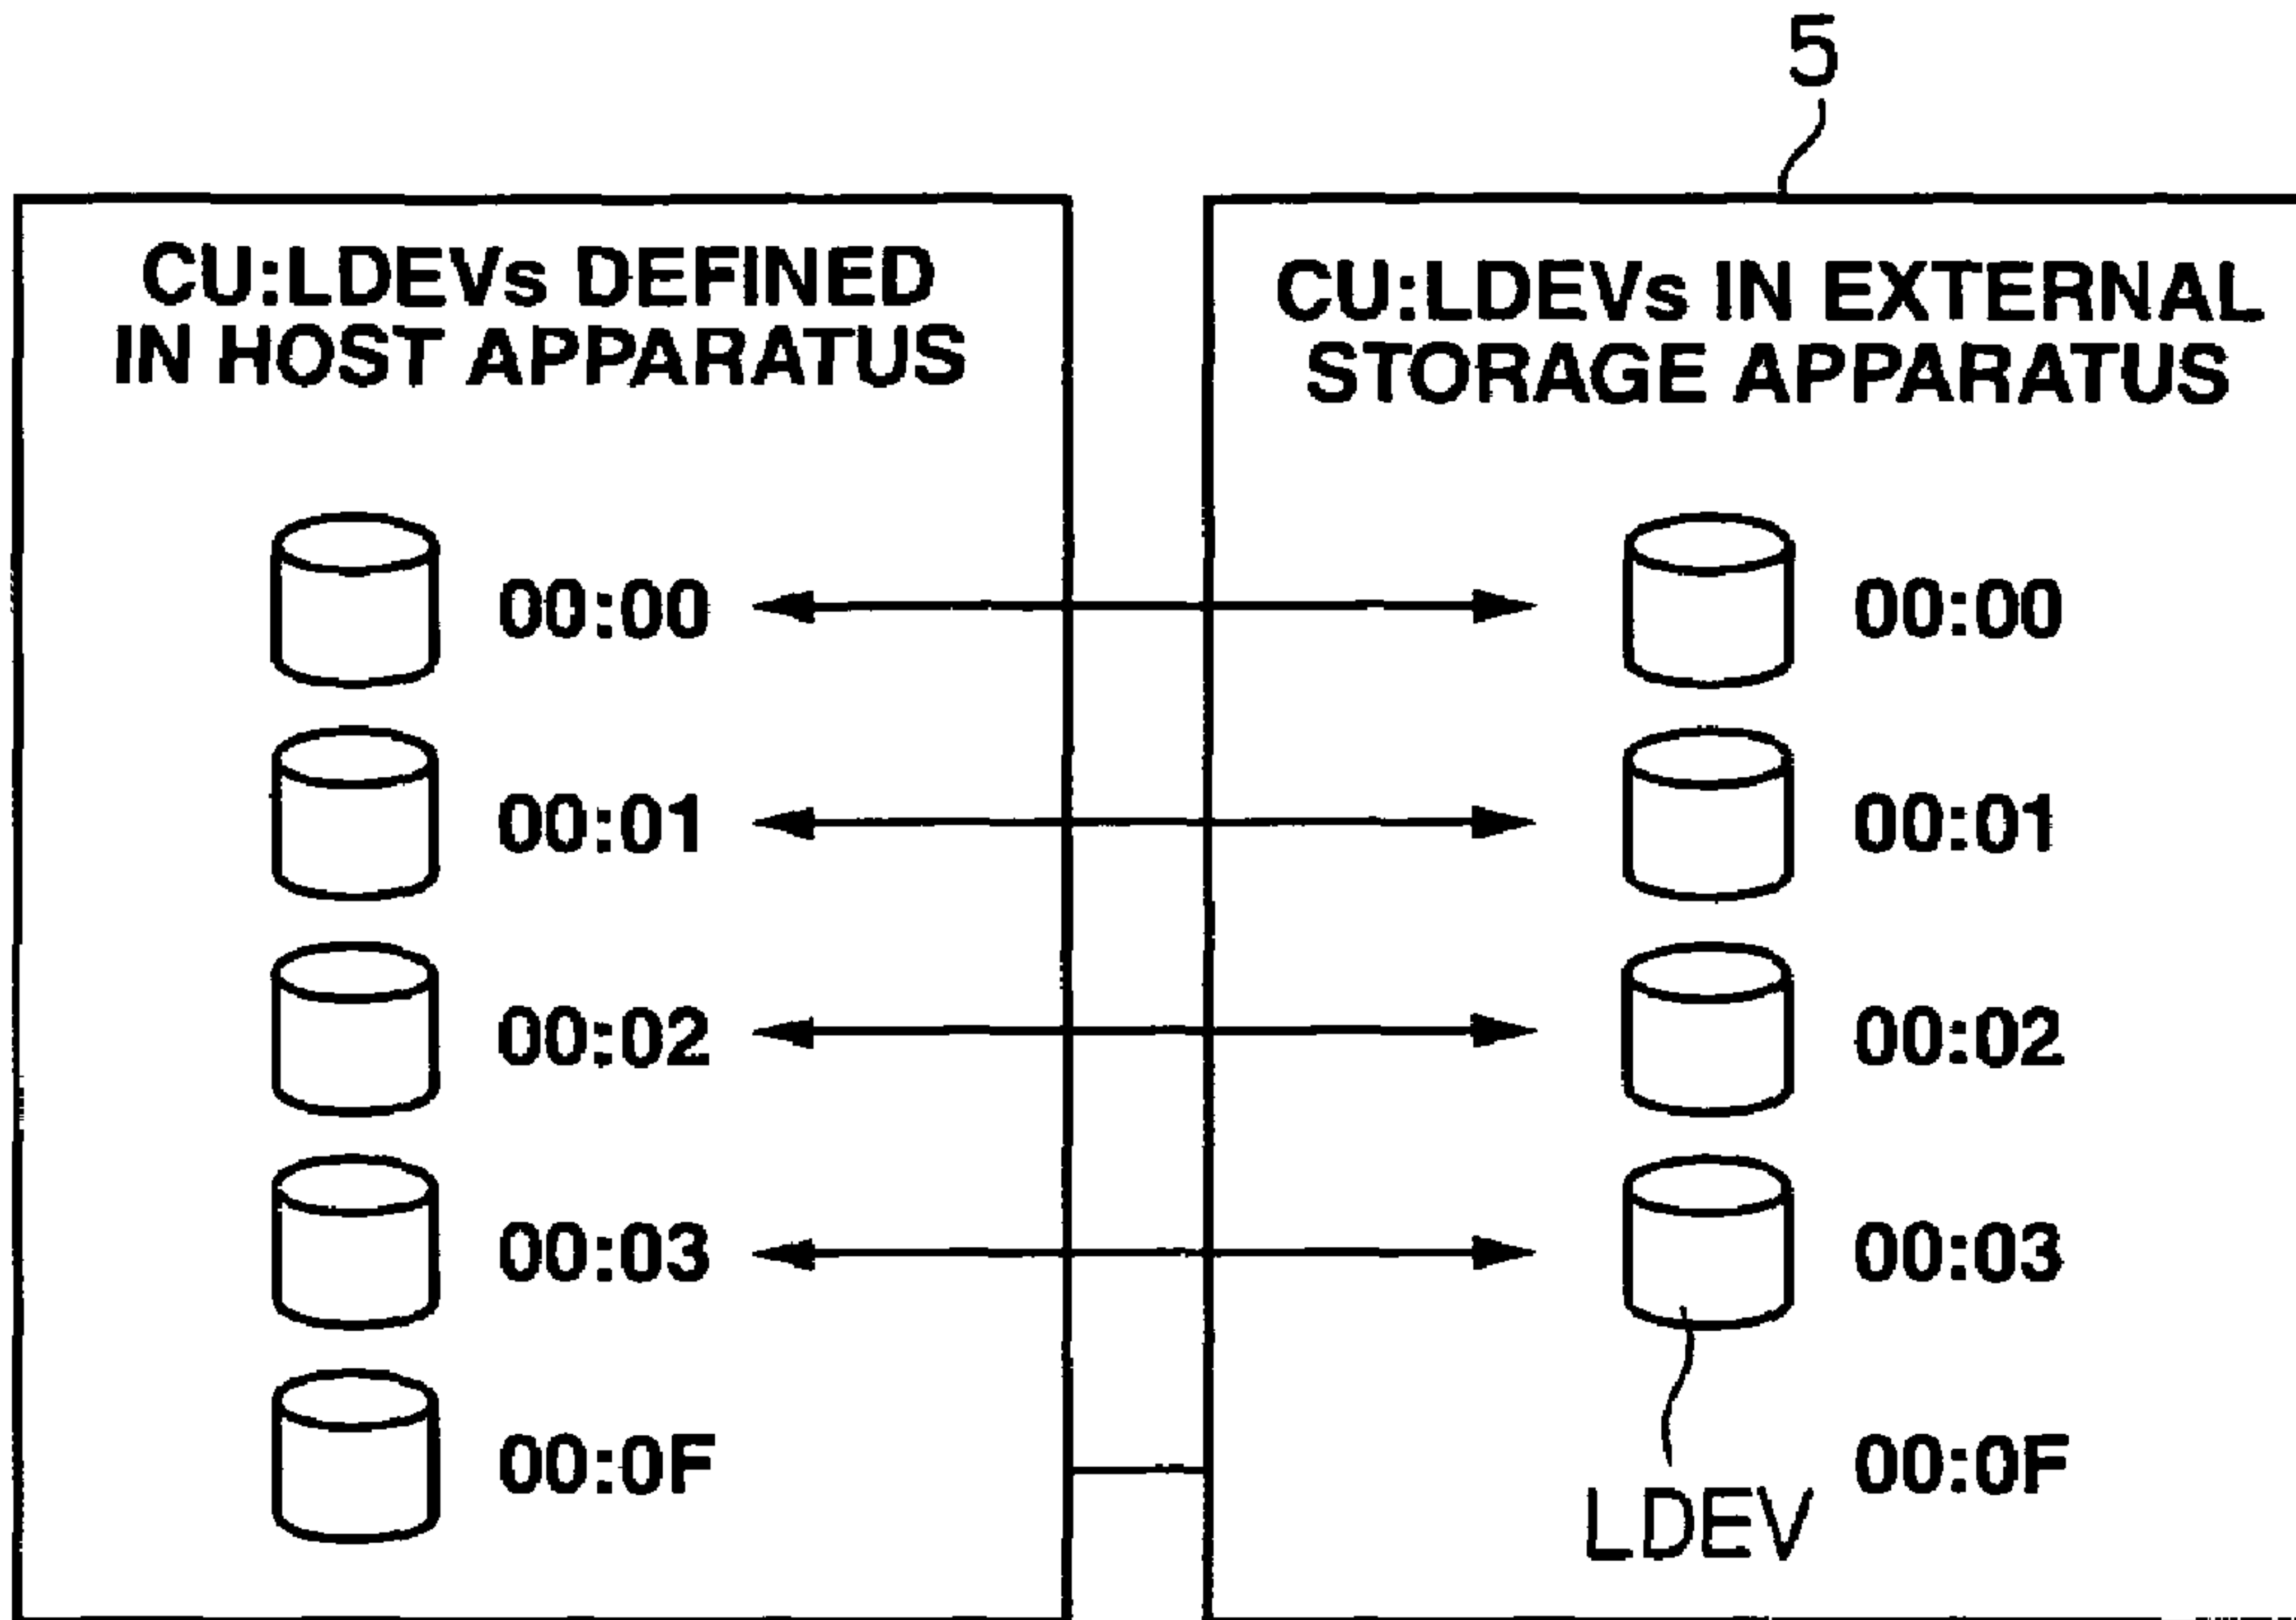 5
CU:LDEVs DEFINED
IN HOST APPARATUS
CU:LDEVs IN EXTERNAL
STORAGE APPARATUS
00:00
00:00
00:01
00:01
00:02
00:02
00:03
00:03
00:0F
00:0F
LDEV